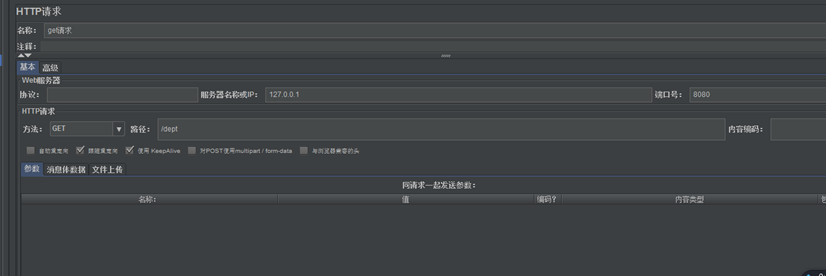 HTTP请求
名称： get请求
注释：
基本 高级
Web服务器
协议： 服务器名称或IP： 127.0.0.1 端口号： 8080
HTTP请求
方法： GET 路径： /dept 内容编码：
自动重定向 跟随重定向 使用 KeepAlive 对POST使用multipart / form-data 与浏览器兼容的头
参数 消息体数据 文件上传
同请求一起发送参数：
名称： 值 编码？ 内容类型